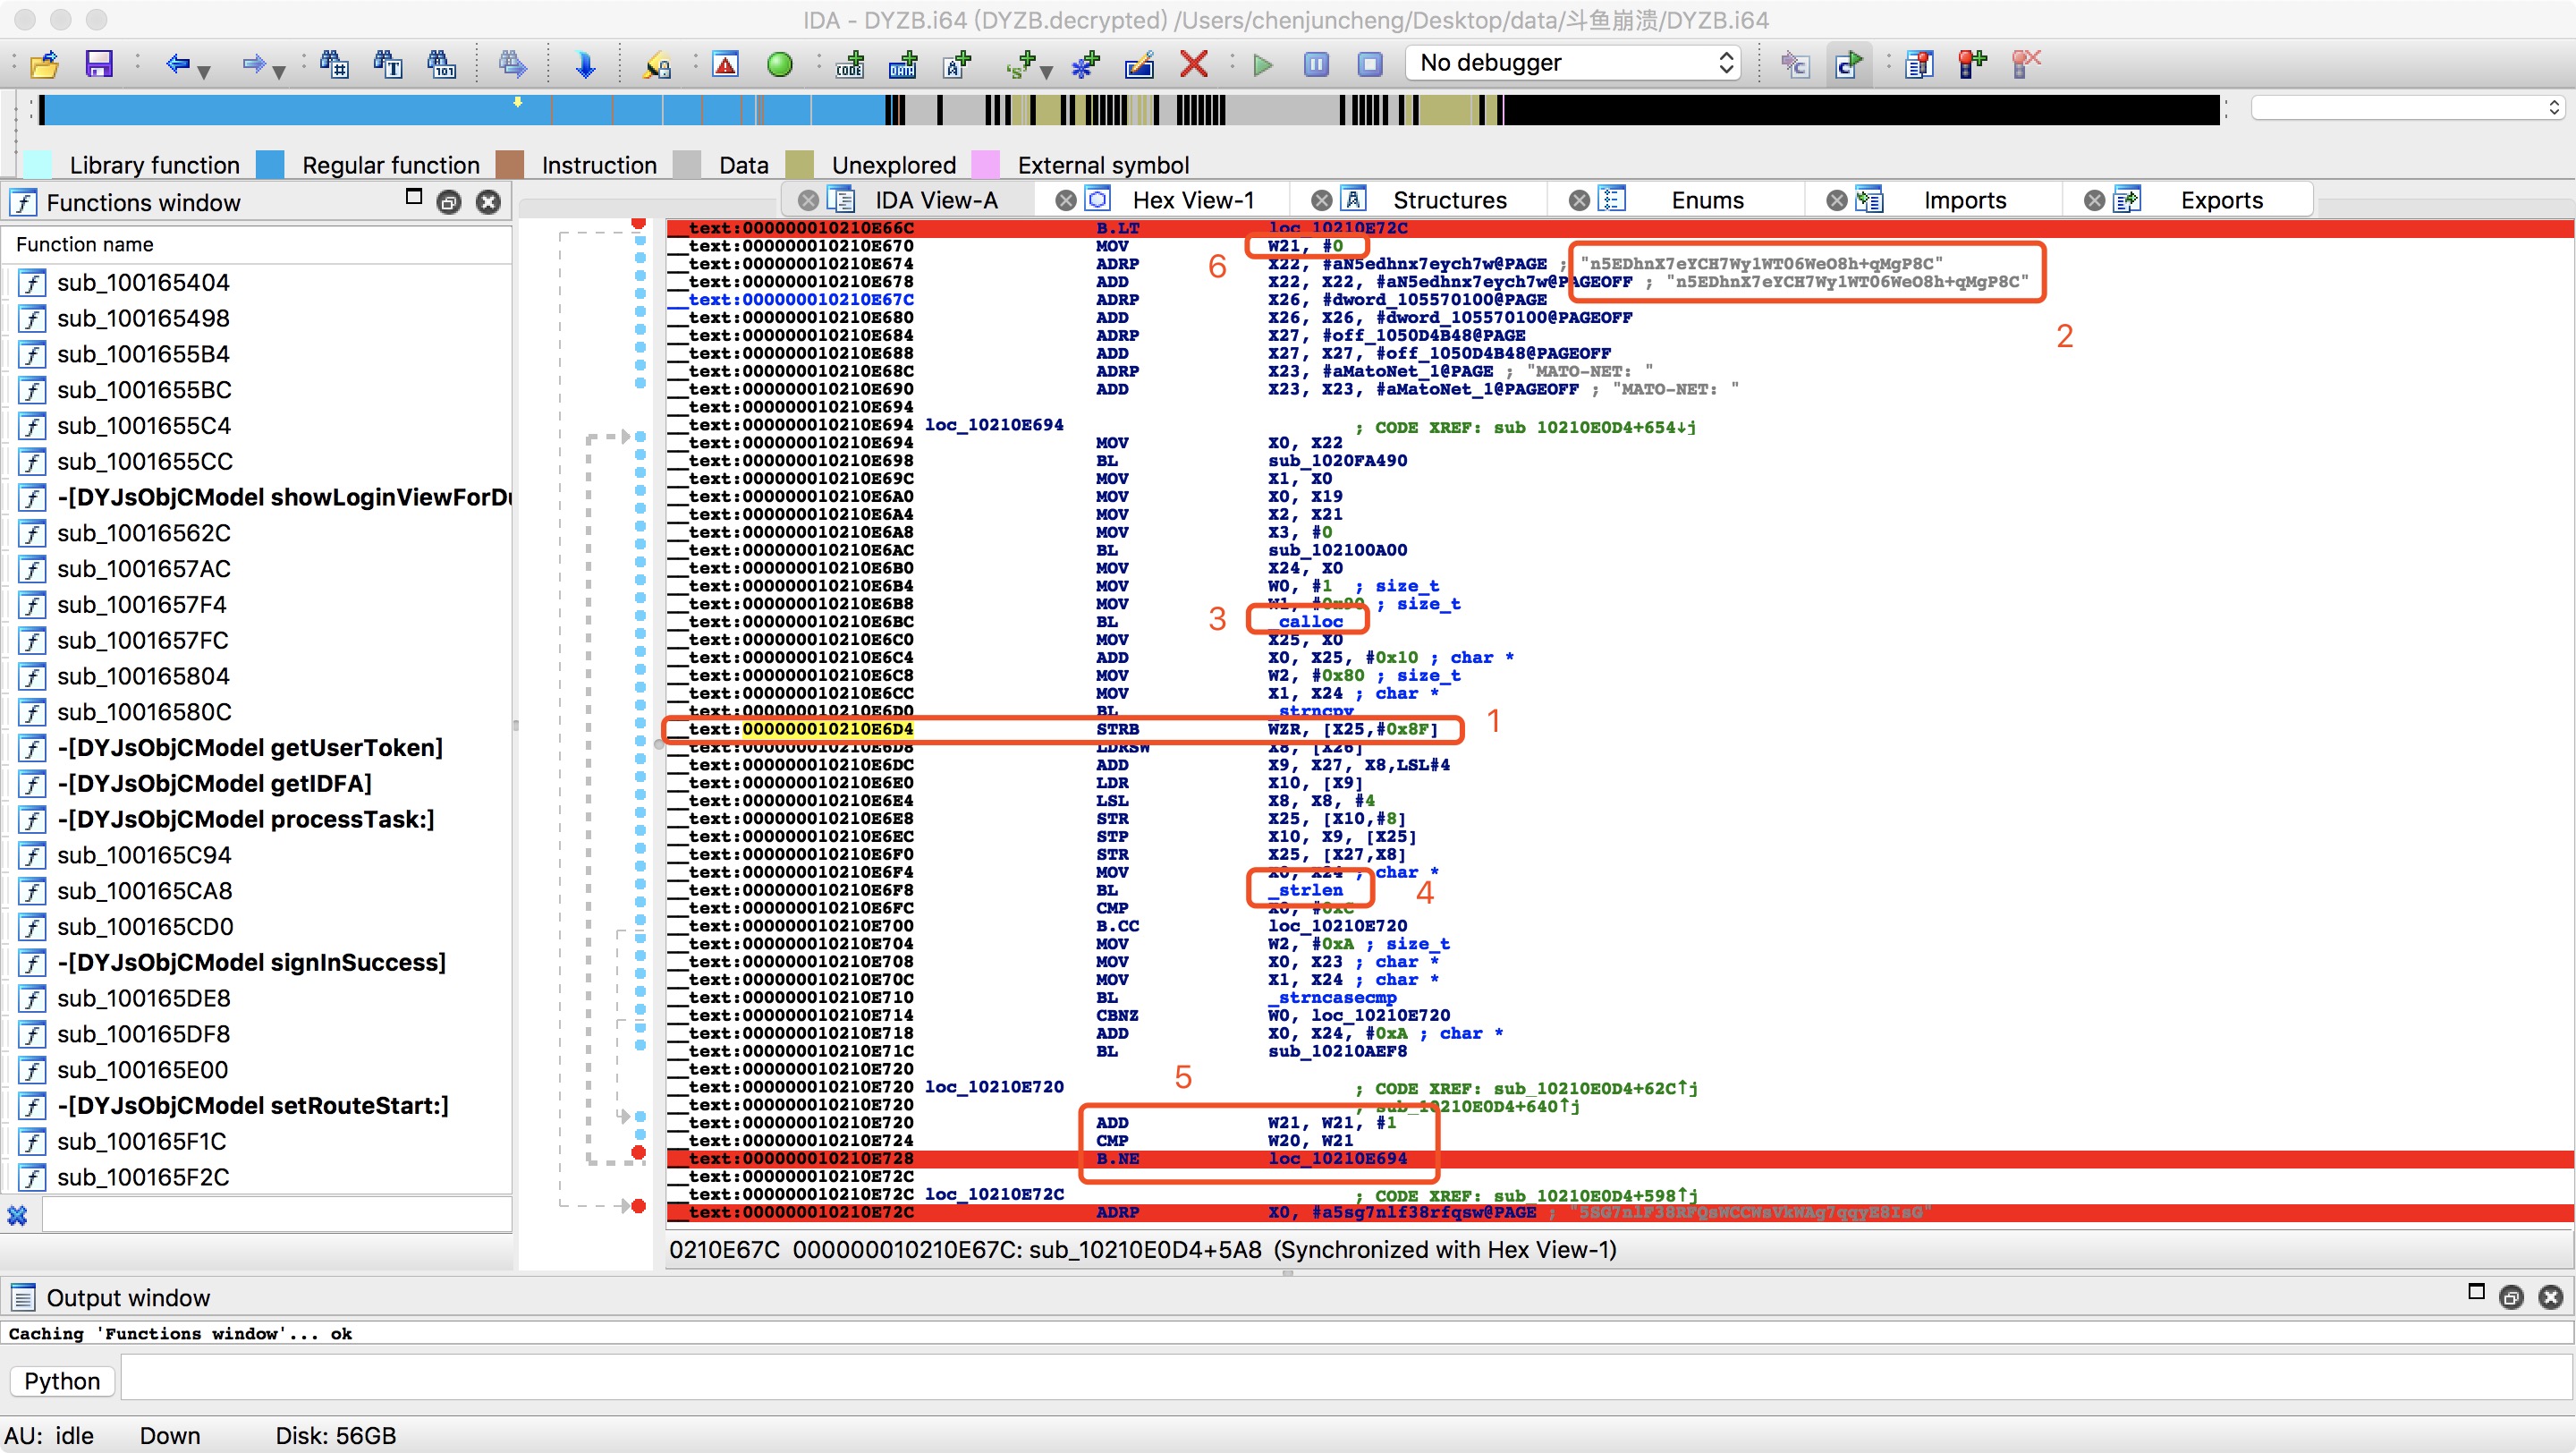 IDA - DYZB.i64 (DYZB.decrypted) /Users/chenjuncheng/Desktop/data/斗鱼崩溃/DYZB.i64
No debugger
Library function Regular function Instruction Data Unexplored External symbol
Functions window
IDA View-A Hex View-1 Structures Enums Imports Exports
Function name
sub_100165404
sub_100165498
sub_1001655B4
sub_1001655BC
sub_1001655C4
sub_1001655CC
-[DYJsObjCModel showLoginViewForDu
sub_10016562C
sub_1001657AC
sub_1001657F4
sub_1001657FC
sub_100165804
sub_10016580C
-[DYJsObjCModel getUserToken]
-[DYJsObjCModel getIDFA]
-[DYJsObjCModel processTask:]
sub_100165C94
sub_100165CA8
sub_100165CD0
-[DYJsObjCModel signInSuccess]
sub_100165DE8
sub_100165DF8
sub_100165E00
-[DYJsObjCModel setRouteStart:]
sub_100165F1C
sub_100165F2C
__text:000000010210E66C B.LT loc_10210E72C
__text:000000010210E670 MOV W21, #0
6
__text:000000010210E674 ADRP X22, #aN5edhnx7eych7w@PAGE ; "n5EDhnX7eYCH7Wy1WT06WeO8h+qMgP8C"
__text:000000010210E678 ADD X22, X22, #aN5edhnx7eych7w@PAGEOFF ; "n5EDhnX7eYCH7Wy1WT06WeO8h+qMgP8C"
__text:000000010210E67C ADRP X26, #dword_105570100@PAGE
__text:000000010210E680 ADD X26, X26, #dword_105570100@PAGEOFF
2
__text:000000010210E684 ADRP X27, #off_1050D4B48@PAGE
__text:000000010210E688 ADD X27, X27, #off_1050D4B48@PAGEOFF
__text:000000010210E68C ADRP X23, #aMatoNet_1@PAGE ; "MATO-NET: "
__text:000000010210E690 ADD X23, X23, #aMatoNet_1@PAGEOFF ; "MATO-NET: "
__text:000000010210E694
__text:000000010210E694 loc_10210E694 ; CODE XREF: sub_10210E0D4+654↓j
__text:000000010210E694 MOV X0, X22
__text:000000010210E698 BL sub_1020FA490
__text:000000010210E69C MOV X1, X0
__text:000000010210E6A0 MOV X0, X19
__text:000000010210E6A4 MOV X2, X21
__text:000000010210E6A8 MOV X3, #0
__text:000000010210E6AC BL sub_102100A00
__text:000000010210E6B0 MOV X24, X0
__text:000000010210E6B4 MOV W0, #1 ; size_t
__text:000000010210E6B8 MOV W1, #0x90 ; size_t
3
__text:000000010210E6BC BL _calloc
__text:000000010210E6C0 MOV X25, X0
__text:000000010210E6C4 ADD X0, X25, #0x10 ; char *
__text:000000010210E6C8 MOV W2, #0x80 ; size_t
__text:000000010210E6CC MOV X1, X24 ; char *
__text:000000010210E6D0 BL _strncpy
__text:000000010210E6D4 STRB WZR, [X25,#0x8F]
1
__text:000000010210E6D8 LDRSW X8, [X26]
__text:000000010210E6DC ADD X9, X27, X8,LSL#4
__text:000000010210E6E0 LDR X10, [X9]
__text:000000010210E6E4 LSL X8, X8, #4
__text:000000010210E6E8 STR X25, [X10,#8]
__text:000000010210E6EC STP X10, X9, [X25]
__text:000000010210E6F0 STR X25, [X27,X8]
__text:000000010210E6F4 MOV X0, X24 ; char *
__text:000000010210E6F8 BL _strlen
4
__text:000000010210E6FC CMP X0, #0xC
__text:000000010210E700 B.CC loc_10210E720
__text:000000010210E704 MOV W2, #0xA ; size_t
__text:000000010210E708 MOV X0, X23 ; char *
__text:000000010210E70C MOV X1, X24 ; char *
__text:000000010210E710 BL _strncasecmp
__text:000000010210E714 CBNZ W0, loc_10210E720
__text:000000010210E718 ADD X0, X24, #0xA ; char *
__text:000000010210E71C BL sub_10210AEF8
__text:000000010210E720
5
__text:000000010210E720 loc_10210E720 ; CODE XREF: sub_10210E0D4+62C↑j
__text:000000010210E720 ; sub_10210E0D4+640↑j
__text:000000010210E720 ADD W21, W21, #1
__text:000000010210E724 CMP W20, W21
__text:000000010210E728 B.NE loc_10210E694
__text:000000010210E72C
__text:000000010210E72C loc_10210E72C ; CODE XREF: sub_10210E0D4+598↑j
__text:000000010210E72C ADRP X0, #a5sg7nlf38rfqsw@PAGE ;
0210E67C 000000010210E67C: sub_10210E0D4+5A8 (Synchronized with Hex View-1)
Output window
Caching 'Functions window'... ok
Python
AU: idle Down Disk: 56GB